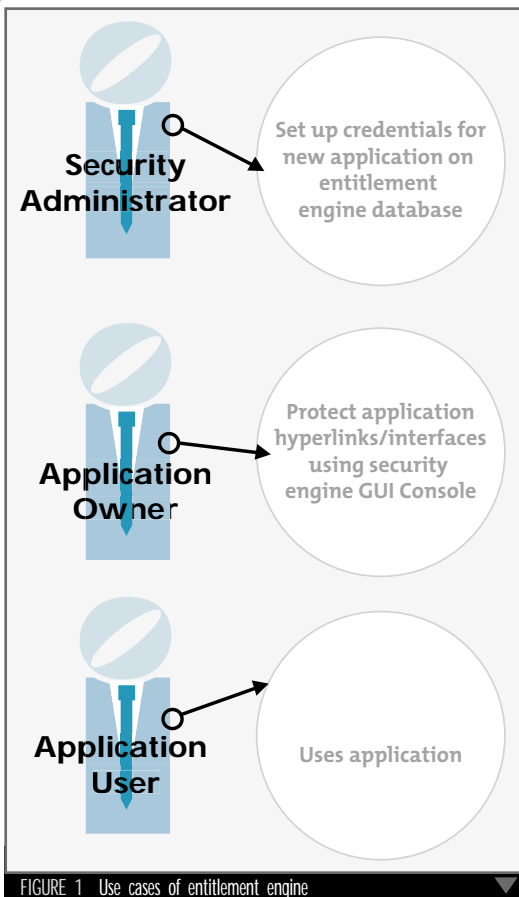 Security
Administrator
Set up credentials for
new application on
entitlement
engine database
Application
Owner
Protect application
hyperlinks/interfaces
using security
engine GUI Console
Application
User
Uses application
FIGURE 1 Use cases of entitlement engine